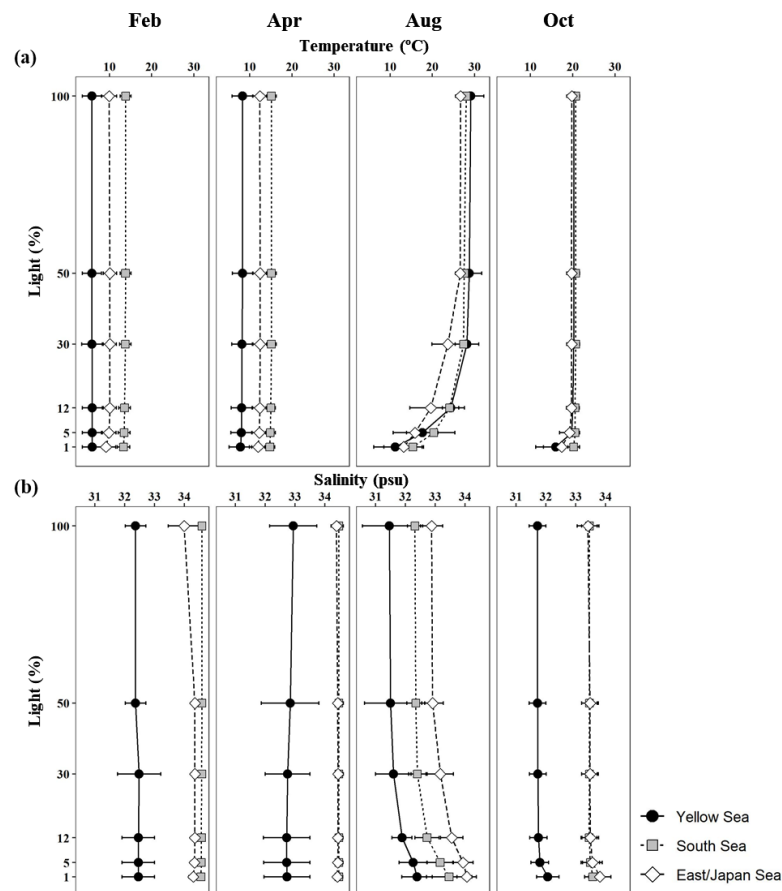 Feb Apr Aug Oct
Temperature (°C)
(a)
10 20 30 10 20 30 10 20 30 10 20 30
100
50
30
12
5
1
Light (%)
Salinity (psu)
(b)
31 32 33 34 31 32 33 34 31 32 33 34 31 32 33 34
100
50
30
12
5
1
Light (%)
Yellow Sea
South Sea
East/Japan Sea